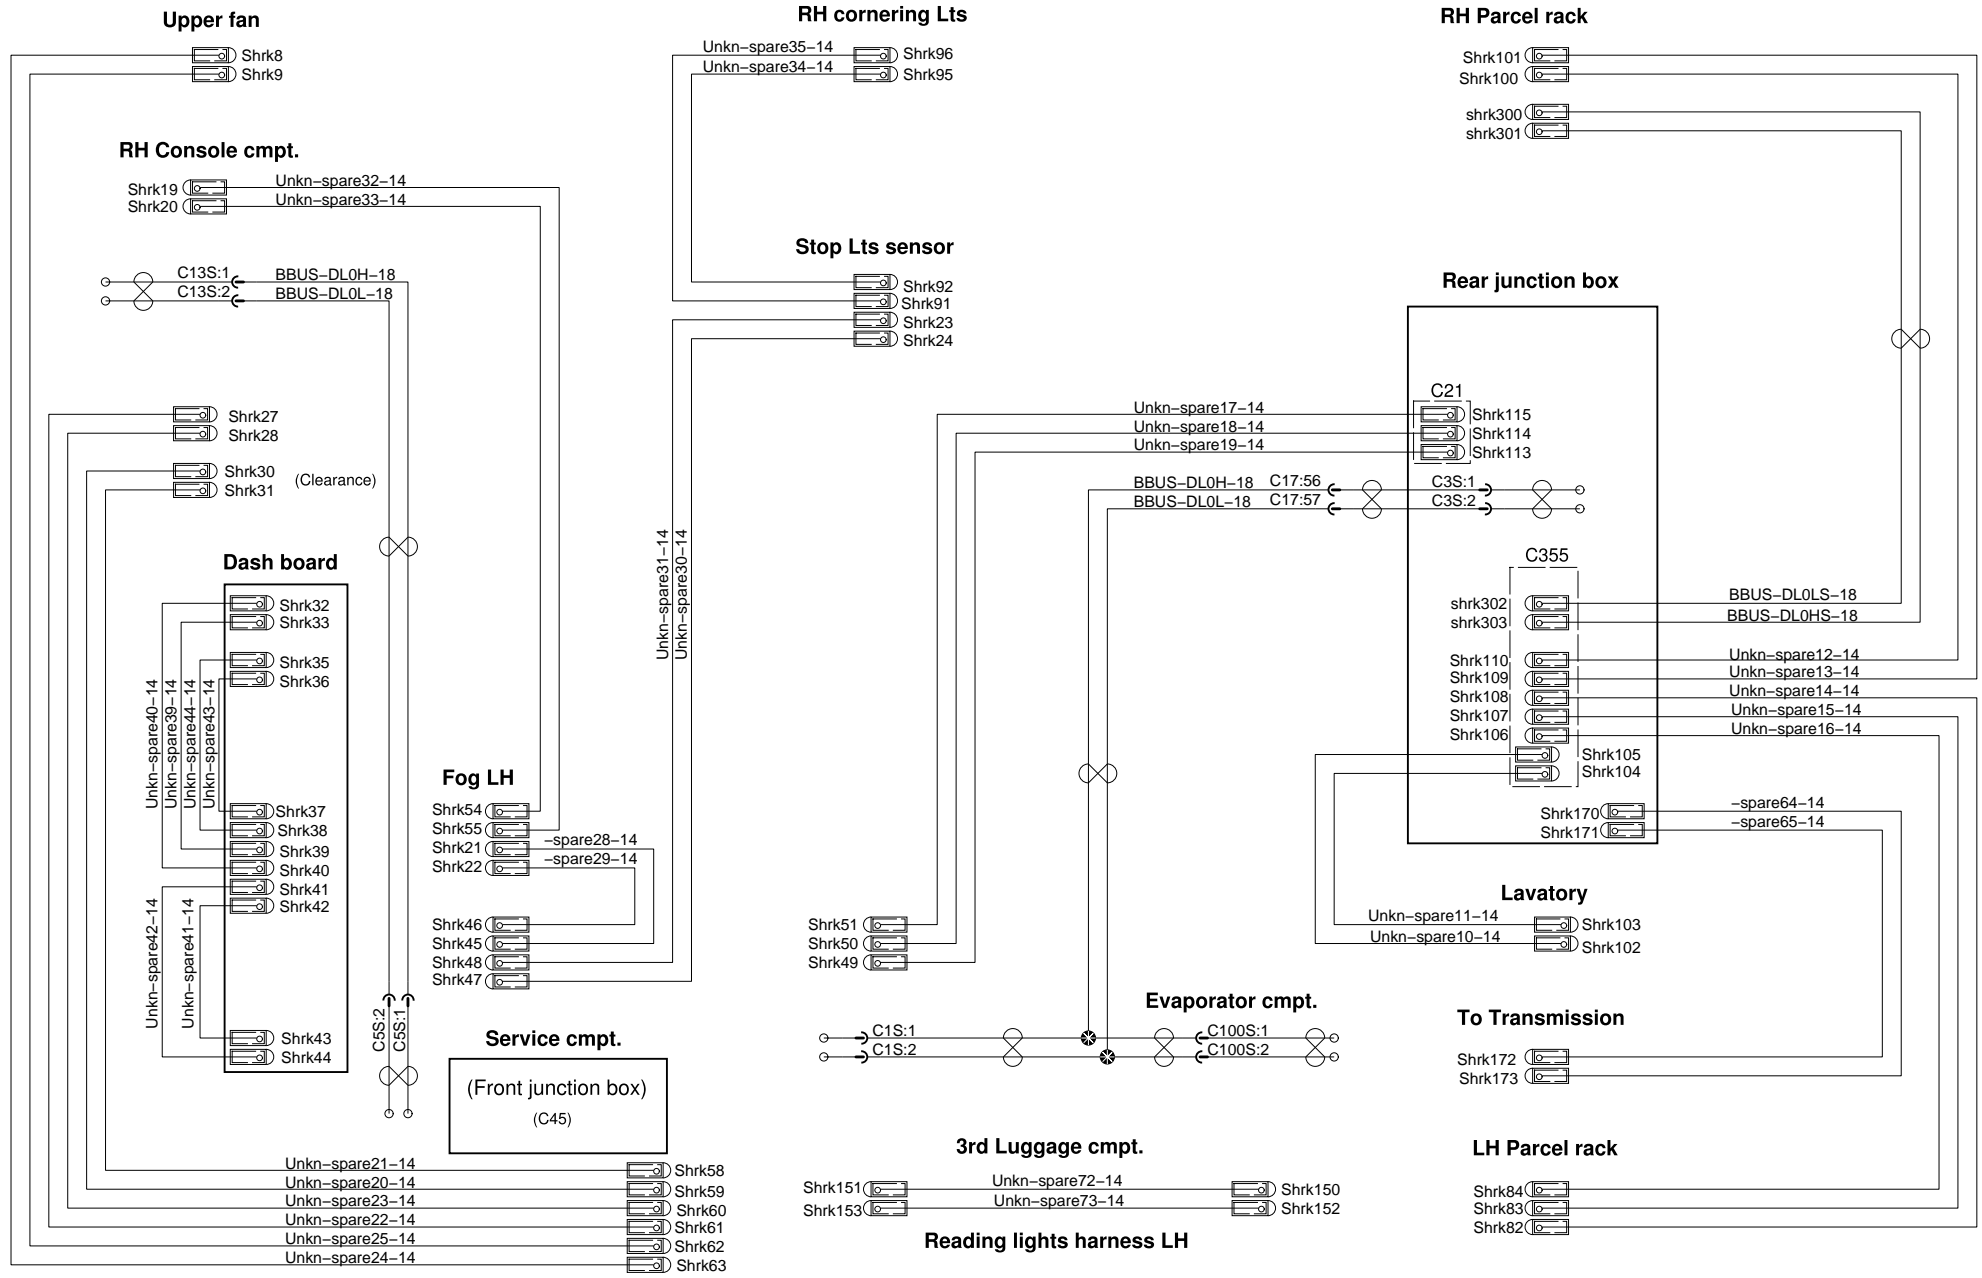 Upper fan
Shrk8
Shrk9
RH Console cmpt.
Shrk19
Unkn-spare32-14
Shrk20
Unkn-spare33-14
C13S:1
BBUS-DL0H-18
C13S:2
BBUS-DL0L-18
Shrk27
Shrk28
Shrk30
Shrk31
(Clearance)
Dash board
Shrk32
Shrk33
Shrk35
Shrk36
Unkn-spare40-14
Unkn-spare39-14
Unkn-spare44-14
Unkn-spare43-14
Shrk37
Shrk38
Shrk39
Shrk40
Shrk41
Shrk42
Unkn-spare42-14
Unkn-spare41-14
Shrk43
Shrk44
C5S:2
C5S:1
Fog LH
Shrk54
Shrk55
Shrk21
-spare28-14
Shrk22
-spare29-14
Shrk46
Shrk45
Shrk48
Shrk47
Service cmpt.
(Front junction box)
(C45)
Unkn-spare21-14
Shrk58
Unkn-spare20-14
Shrk59
Unkn-spare23-14
Shrk60
Unkn-spare22-14
Shrk61
Unkn-spare25-14
Shrk62
Unkn-spare24-14
Shrk63
RH cornering Lts
Unkn-spare35-14
Shrk96
Unkn-spare34-14
Shrk95
Stop Lts sensor
Shrk92
Shrk91
Shrk23
Shrk24
Unkn-spare31-14
Unkn-spare30-14
Shrk51
Shrk50
Shrk49
Unkn-spare17-14
Unkn-spare18-14
Unkn-spare19-14
BBUS-DL0H-18
C17:56
BBUS-DL0L-18
C17:57
Evaporator cmpt.
C1S:1
C100S:1
C1S:2
C100S:2
3rd Luggage cmpt.
Shrk151
Unkn-spare72-14
Shrk150
Shrk153
Unkn-spare73-14
Shrk152
Reading lights harness LH
RH Parcel rack
Shrk101
Shrk100
shrk300
shrk301
Rear junction box
C21
Shrk115
Shrk114
Shrk113
C3S:1
C3S:2
C355
shrk302
BBUS-DL0LS-18
shrk303
BBUS-DL0HS-18
Shrk110
Unkn-spare12-14
Shrk109
Unkn-spare13-14
Shrk108
Unkn-spare14-14
Shrk107
Unkn-spare15-14
Shrk106
Unkn-spare16-14
Shrk105
Shrk104
Shrk170
-spare64-14
Shrk171
-spare65-14
Lavatory
Unkn-spare11-14
Shrk103
Unkn-spare10-14
Shrk102
To Transmission
Shrk172
Shrk173
LH Parcel rack
Shrk84
Shrk83
Shrk82